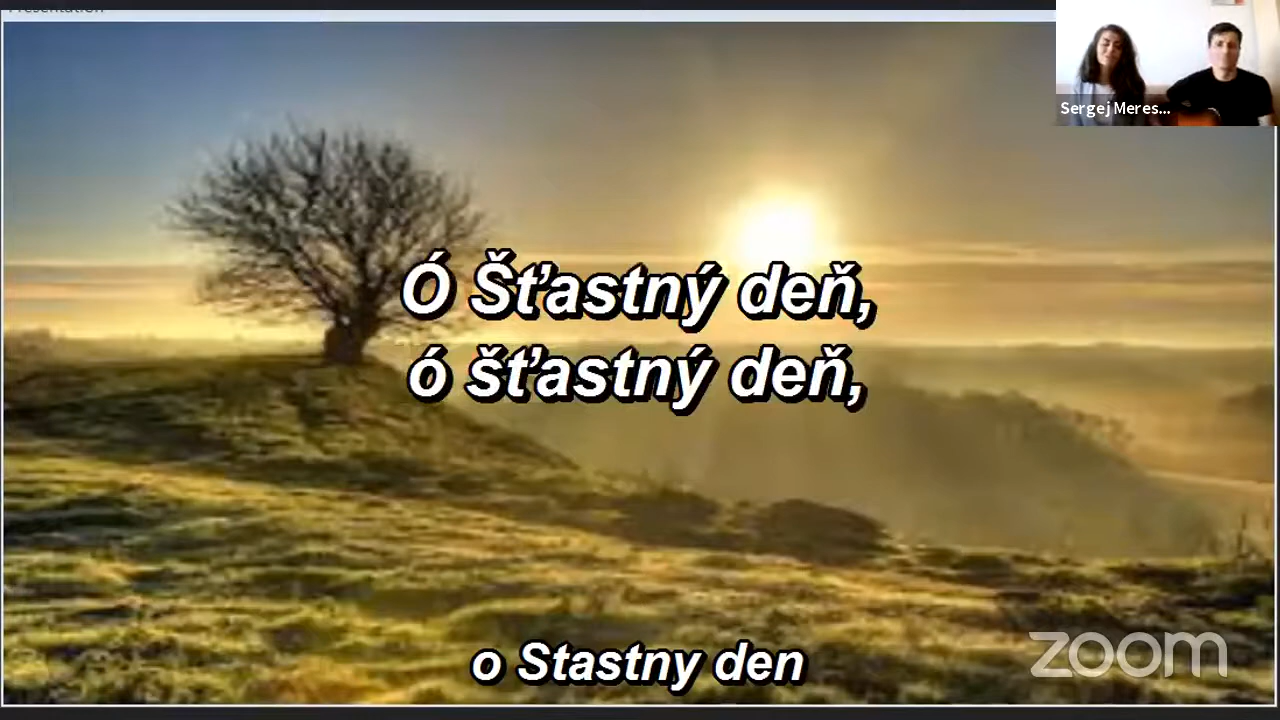 Presentation
Sergej Meres...
Ó Šťastný deň,
ó šťastný deň,
o Stastny den
zoom